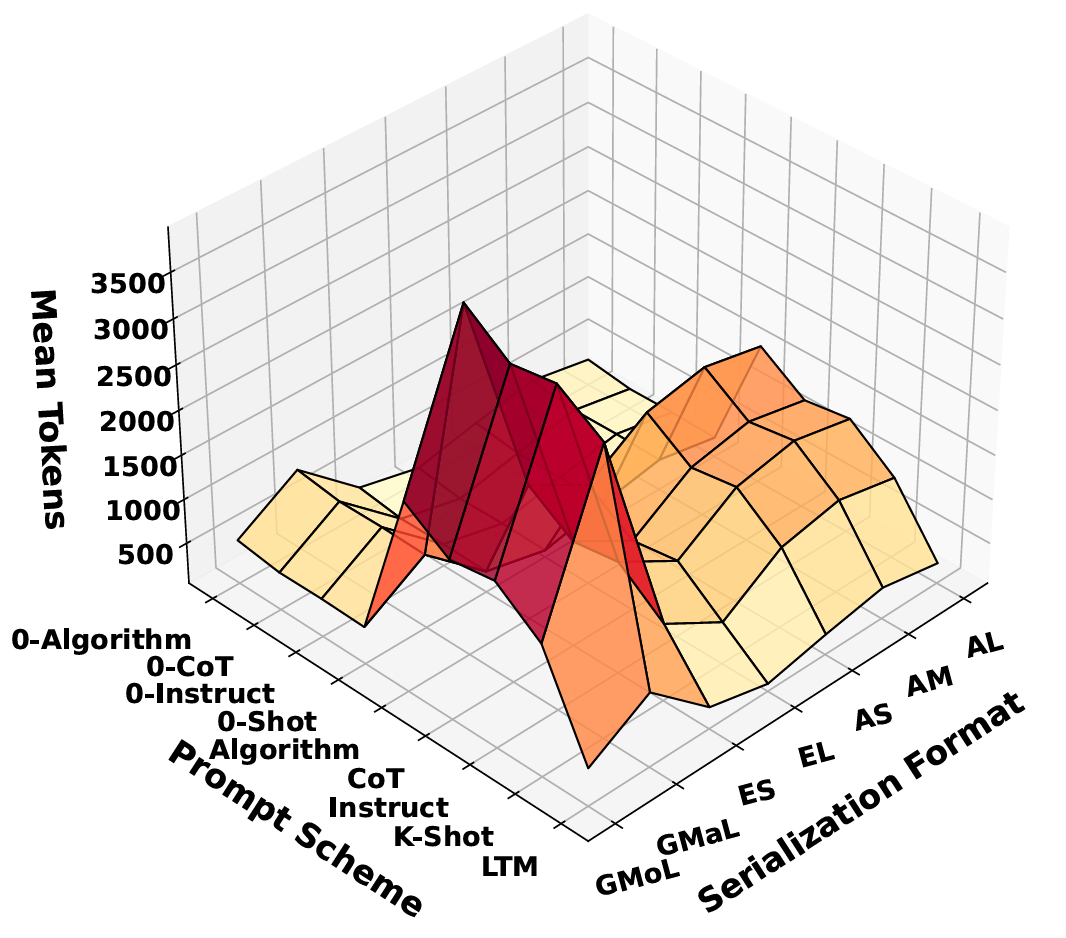 Mean Tokens
3500
3000
2500
2000
1500
1000
500
0-Algorithm
0-CoT
0-Instruct
0-Shot
Algorithm
CoT
Instruct
K-Shot
LTM
Prompt Scheme
GMoL
GMaL
ES
EL
AS
AM
AL
Serialization Format